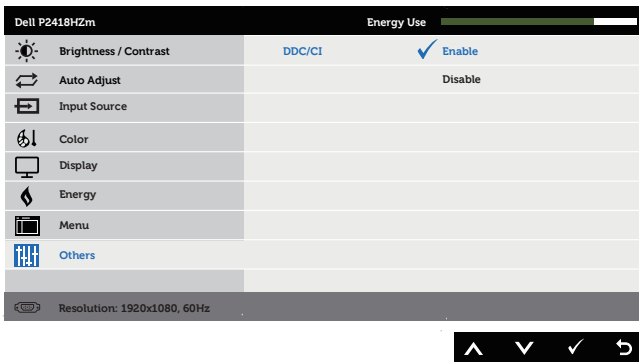 Dell P2418HZm Energy Use
Brightness / Contrast DDC/CI Enable
Auto Adjust Disable
Input Source
Color
Display
Energy
Menu
Others
Resolution: 1920x1080, 60Hz